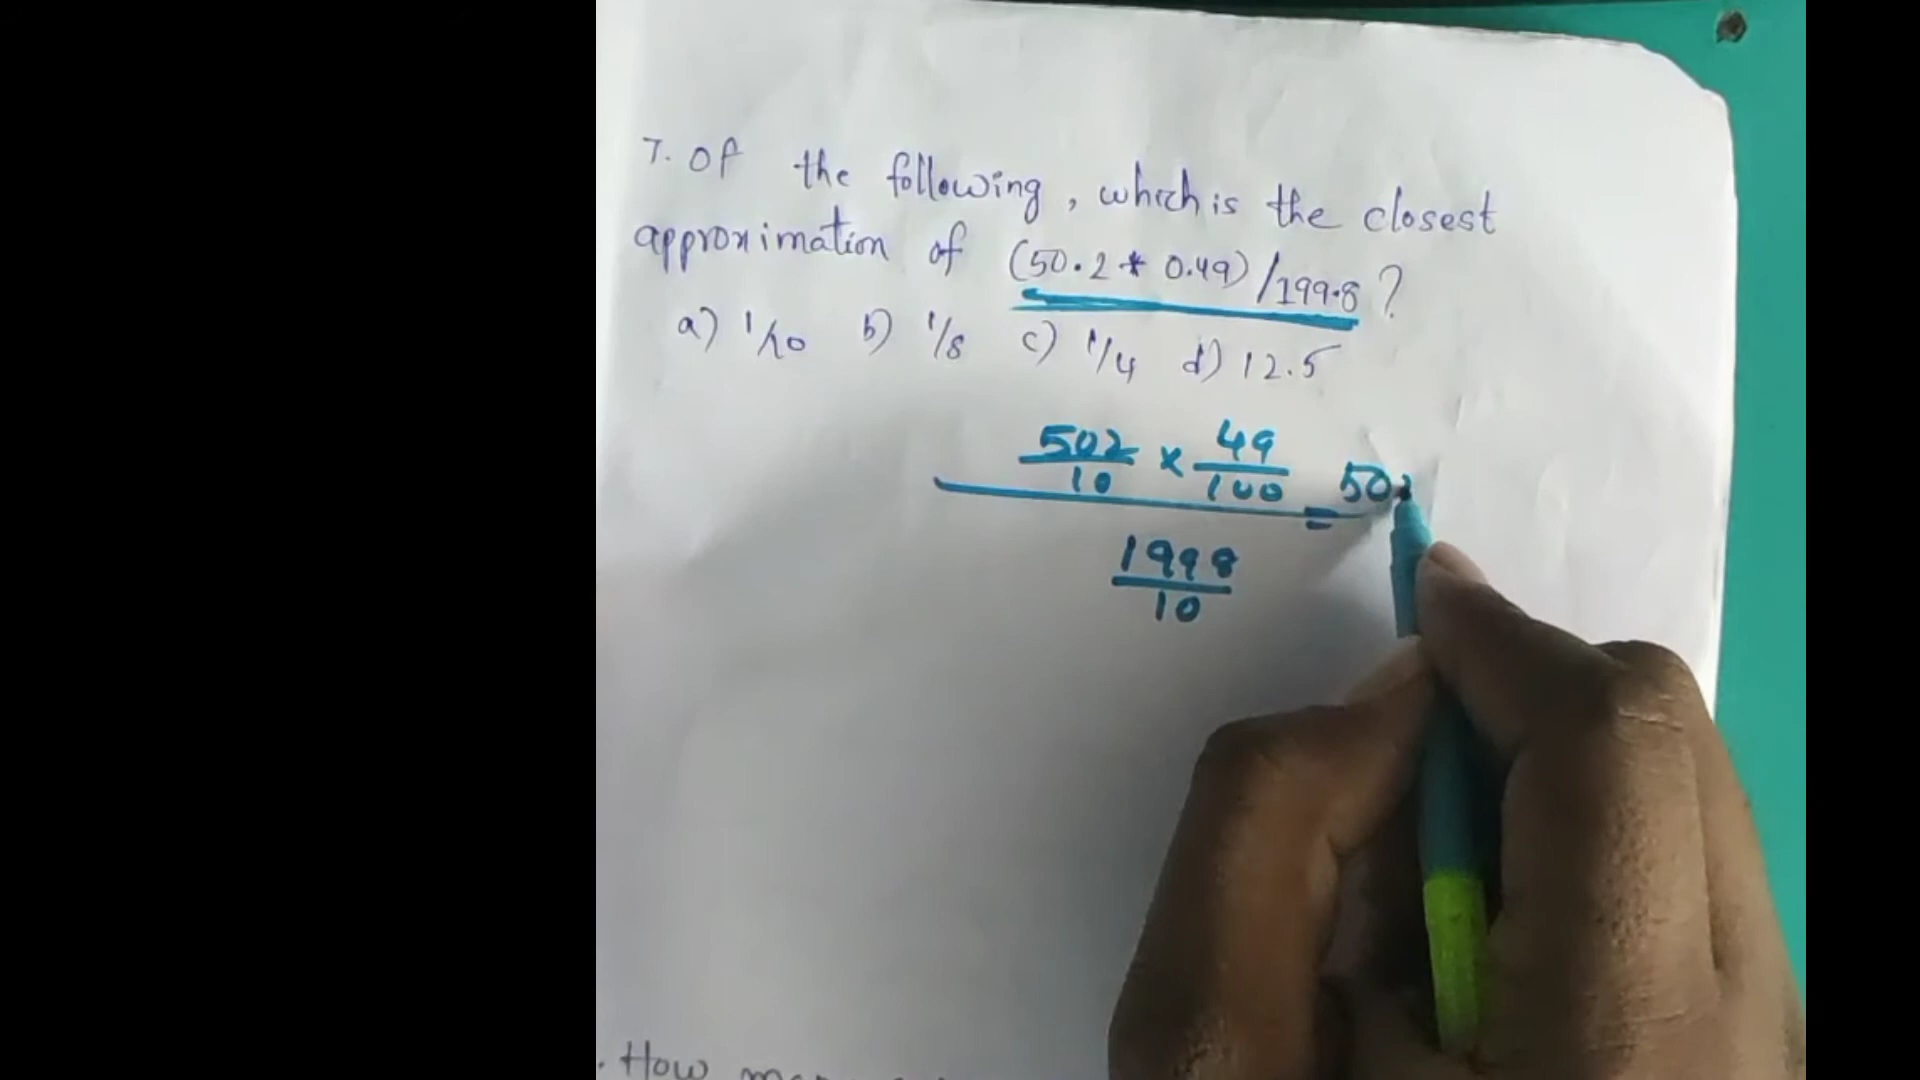 7. Of the following, which is the closest
approximation of (50.2 * 0.49)/199.8 ?
a) 1/10 b) 1/8 c) 1/4 d) 12.5
502/10 × 49/100 = 50
1998/10
. How